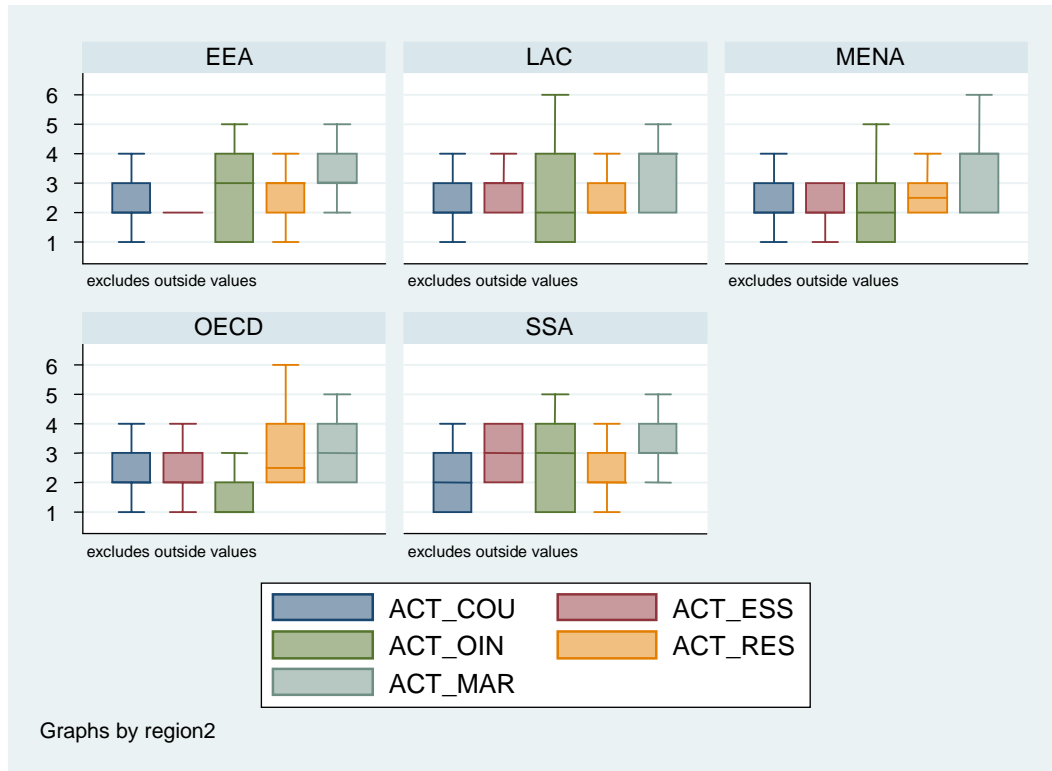 EEA LAC MENA
6
5
4
3
2
1
excludes outside values excludes outside values excludes outside values
OECD SSA
6
5
4
3
2
1
excludes outside values excludes outside values
ACT_COU ACT_ESS
ACT_OIN ACT_RES
ACT_MAR
Graphs by region2